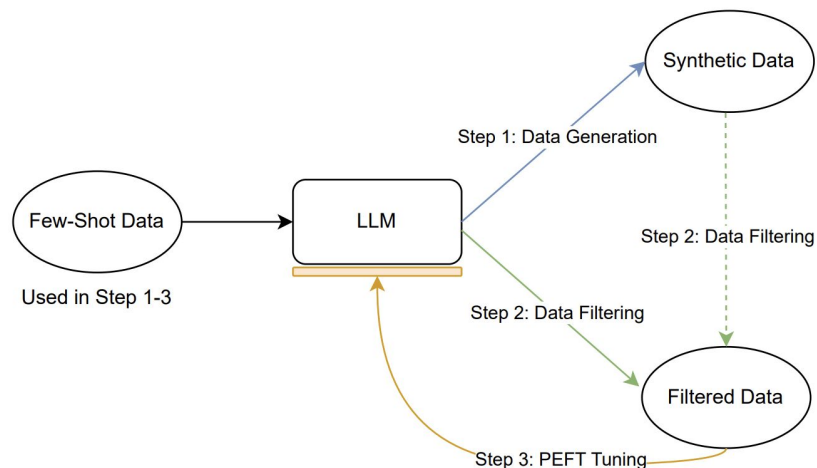 Synthetic Data
Step 1: Data Generation
Few-Shot Data
LLM
Step 2: Data Filtering
Used in Step 1-3
Step 2: Data Filtering
Filtered Data
Step 3: PEFT Tuning